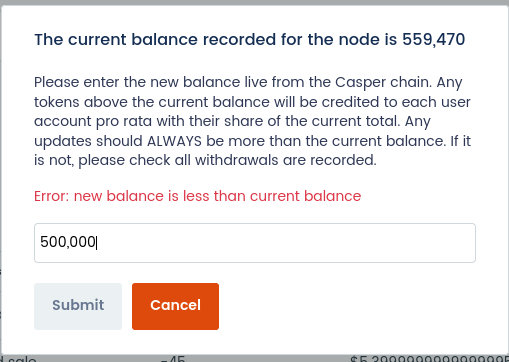 The current balance recorded for the node is 559,470
Please enter the new balance live from the Casper chain. Any
tokens above the current balance will be credited to each user
account pro rata with their share of the current total. Any
updates should ALWAYS be more than the current balance. If it
is not, please check all withdrawals are recorded.
Error: new balance is less than current balance
500,000
Submit Cancel